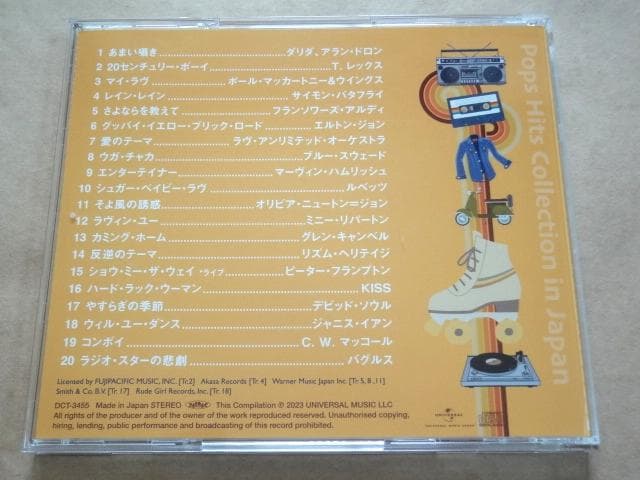 1 あまい囁き……ダリダ、アラン・ドロン
2 20センチュリー・ボーイ……T. レックス
3 マイ・ラヴ……ポール・マッカートニー&ウイングス
4 レイン・レイン……サイモン・バタフライ
5 さよならを教えて……フランソワーズ・アルディ
6 グッバイ・イエロー・ブリック・ロード……エルトン・ジョン
7 愛のテーマ……ラヴ・アンリミテッド・オーケストラ
8 ウガ・チャカ……ブルー・スウェード
9 エンターテイナー……マーヴィン・ハムリッシュ
10 シュガー・ベイビー・ラヴ……ルベッツ
11 そよ風の誘惑……オリビア・ニュートン=ジョン
12 ラヴィン・ユー……ミニー・リパートン
13 カミング・ホーム……グレン・キャンベル
14 反逆のテーマ……リズム・ヘリテイジ
15 ショウ・ミー・ザ・ウェイ *ライブ……ピーター・フランプトン
16 ハード・ラック・ウーマン……KISS
17 やすらぎの季節……デビッド・ソウル
18 ウィル・ユー・ダンス……ジャニス・イアン
19 コンボイ……C. W. マッコール
20 ラジオ・スターの悲劇……バグルス
Licensed by FUJIPACIFIC MUSIC, INC. [Tr.2] Akasa Records [Tr. 4] Warner Music Japan Inc. [Tr. 5, 8 ,11]
Smith & Co. B.V. [Tr. 17] Rude Girl Records, Inc. [Tr. 18]
DCT-3455 Made in Japan STEREO This Compilation ℗ 2023 UNIVERSAL MUSIC LLC
All rights of the producer and of the owner of the work reproduced reserved. Unauthorised copying,
hiring, lending, public performance and broadcasting of this record prohibited.
Pops Hits Collection in Japan
UNIVERSAL